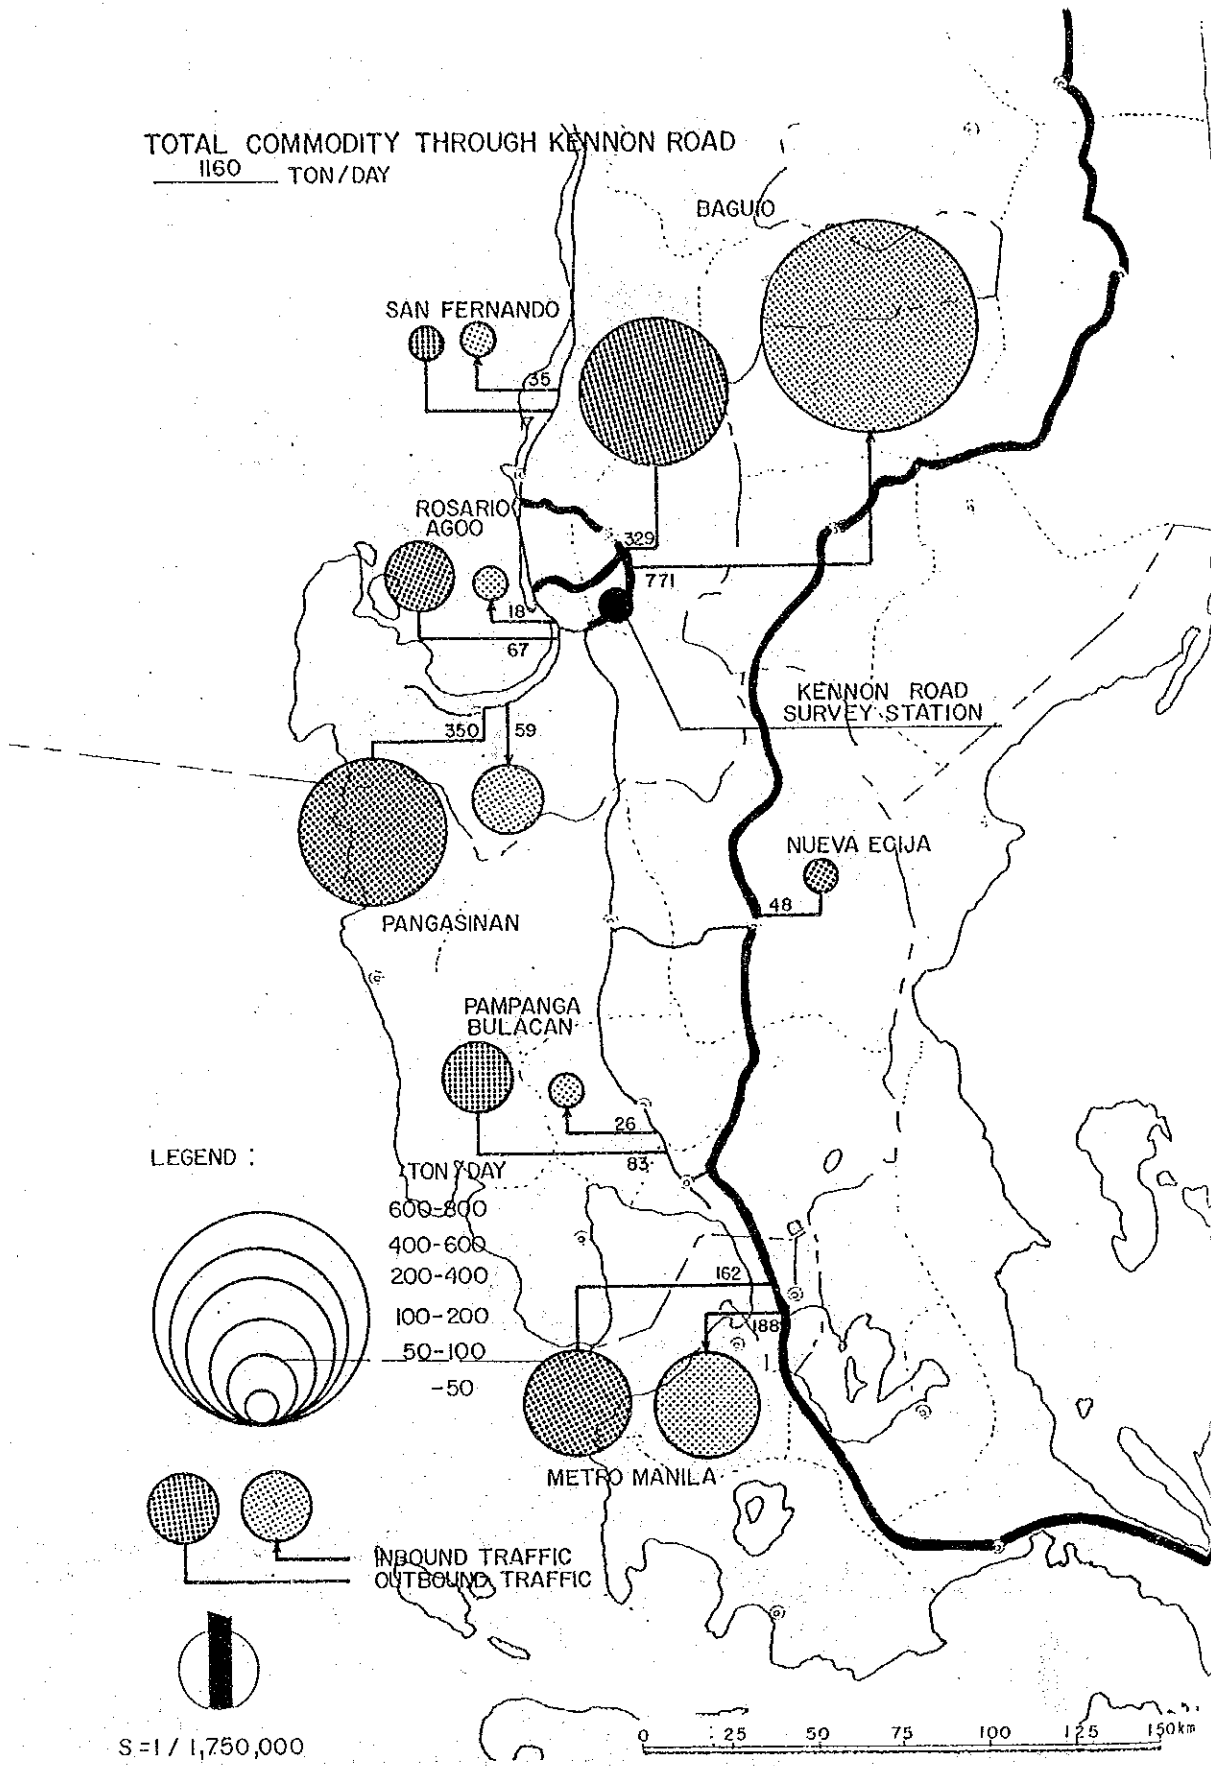 TOTAL COMMODITY THROUGH KENNON ROAD
1160 TON/DAY
BAGUIO
SAN FERNANDO
35
17
ROSARIO
AGOO
329
771
18
67
KENNON ROAD
SURVEY STATION
350
59
NUEVA ECIJA
48
PANGASINAN
PAMPANGA
BULACAN
26
83
LEGEND :
TON/DAY
600-800
400-600
200-400
100-200
50-100
-50
162
188
METRO MANILA
INBOUND TRAFFIC
OUTBOUND TRAFFIC
S=1 / 1,750,000
0 25 50 75 100 125 150km